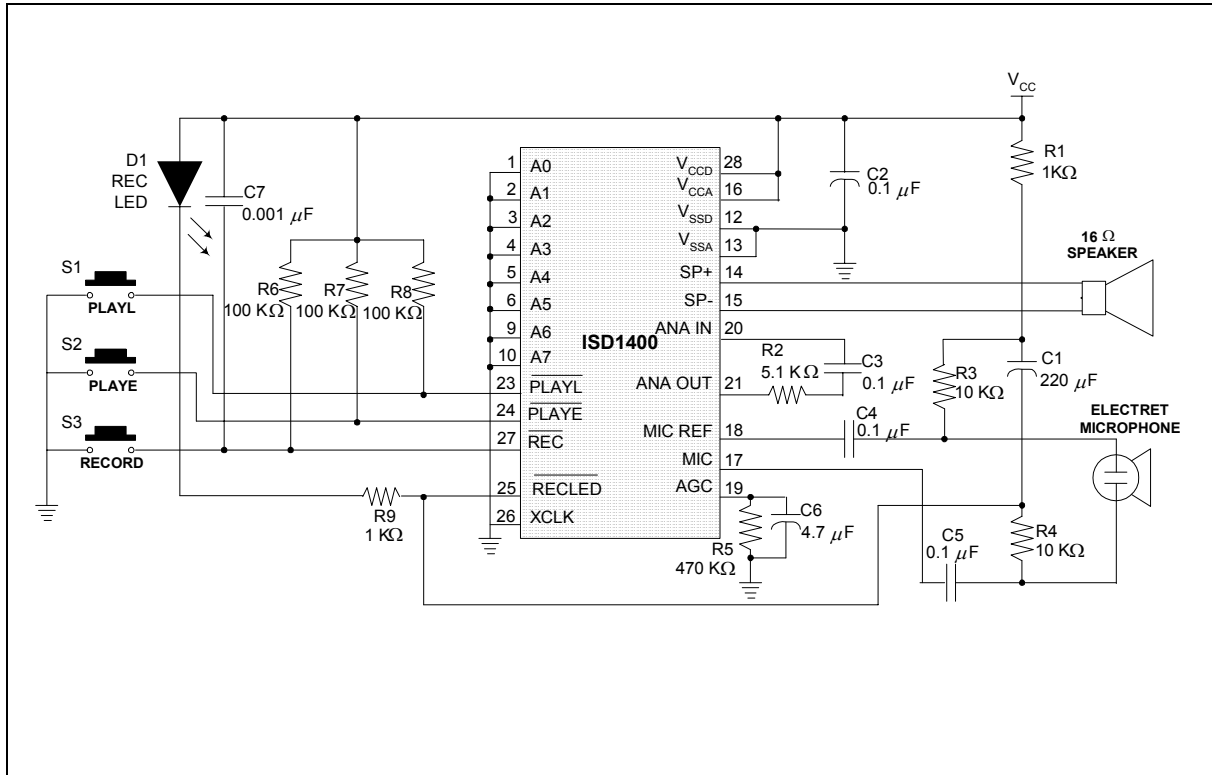 V_CC
D1
REC
LED
C7
0.001 µF
R6
100 KΩ
R7
100 KΩ
R8
100 KΩ
S1
PLAYL
S2
PLAYE
S3
RECORD
R9
1 KΩ
ISD1400
1 A0
2 A1
3 A2
4 A3
5 A4
6 A5
9 A6
10 A7
23 PLAYL
24 PLAYE
27 REC
25 RECLED
26 XCLK
V_CCD 28
V_CCA 16
V_SSD 12
V_SSA 13
SP+ 14
SP- 15
ANA IN 20
ANA OUT 21
MIC REF 18
MIC 17
AGC 19
C2
0.1 µF
R1
1KΩ
16 Ω
SPEAKER
R2
5.1 KΩ
C3
0.1 µF
R3
10 KΩ
C1
220 µF
C4
0.1 µF
ELECTRET
MICROPHONE
C6
4.7 µF
R5
470 KΩ
C5
0.1 µF
R4
10 KΩ